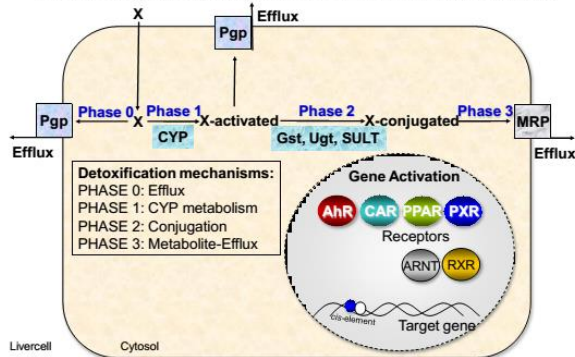 X
Pgp
Efflux
Pgp
Phase 0
X
Phase 1
X-activated
Phase 2
X-conjugated
Phase 3
MRP
CYP
Gst, Ugt, SULT
Efflux
Efflux
Detoxification mechanisms:
PHASE 0: Efflux
PHASE 1: CYP metabolism
PHASE 2: Conjugation
PHASE 3: Metabolite-Efflux
Gene Activation
AhR
CAR
PPAR
PXR
Receptors
ARNT
RXR
cis-element
Target gene
Livercell
Cytosol